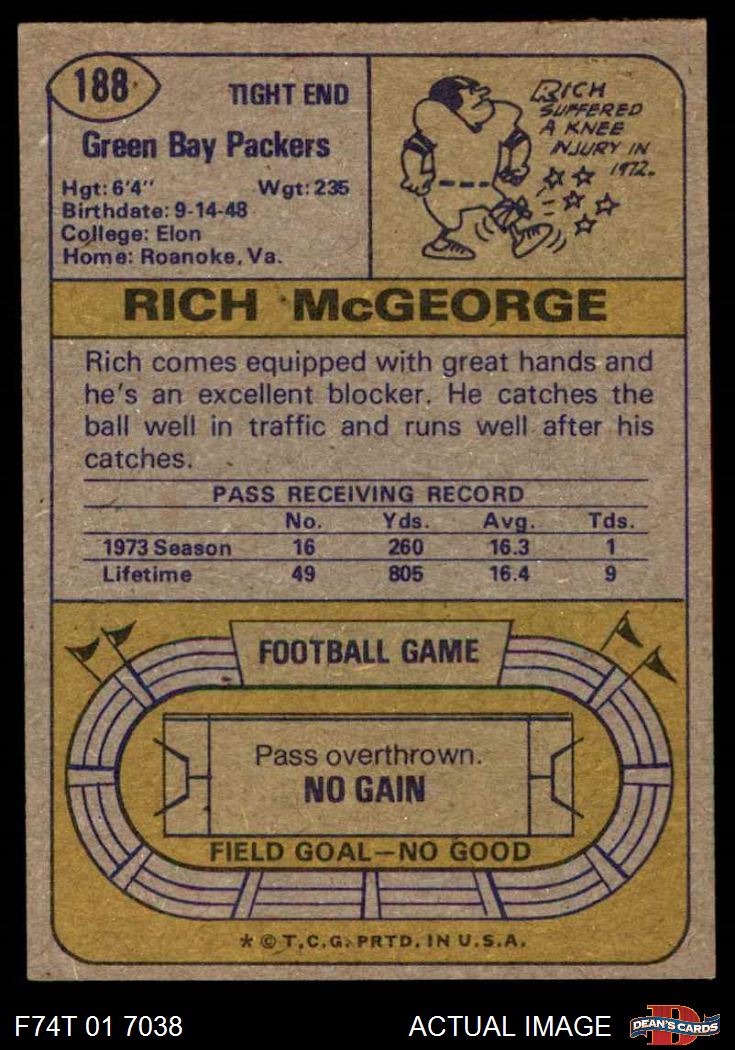 188
TIGHT END
Green Bay Packers
Hgt: 6'4" Wgt: 235
Birthdate: 9-14-48
College: Elon
Home: Roanoke, Va.
RICH
SUFFERED
A KNEE
INJURY IN
1972.
RICH McGEORGE
Rich comes equipped with great hands and
he's an excellent blocker. He catches the
ball well in traffic and runs well after his
catches.
PASS RECEIVING RECORD
No. Yds. Avg. Tds.
1973 Season 16 260 16.3 1
Lifetime 49 805 16.4 9
FOOTBALL GAME
Pass overthrown.
NO GAIN
FIELD GOAL—NO GOOD
* © T.C.G. PRTD. IN U.S.A.
F74T 01 7038 ACTUAL IMAGE
D
DEAN'S CARDS